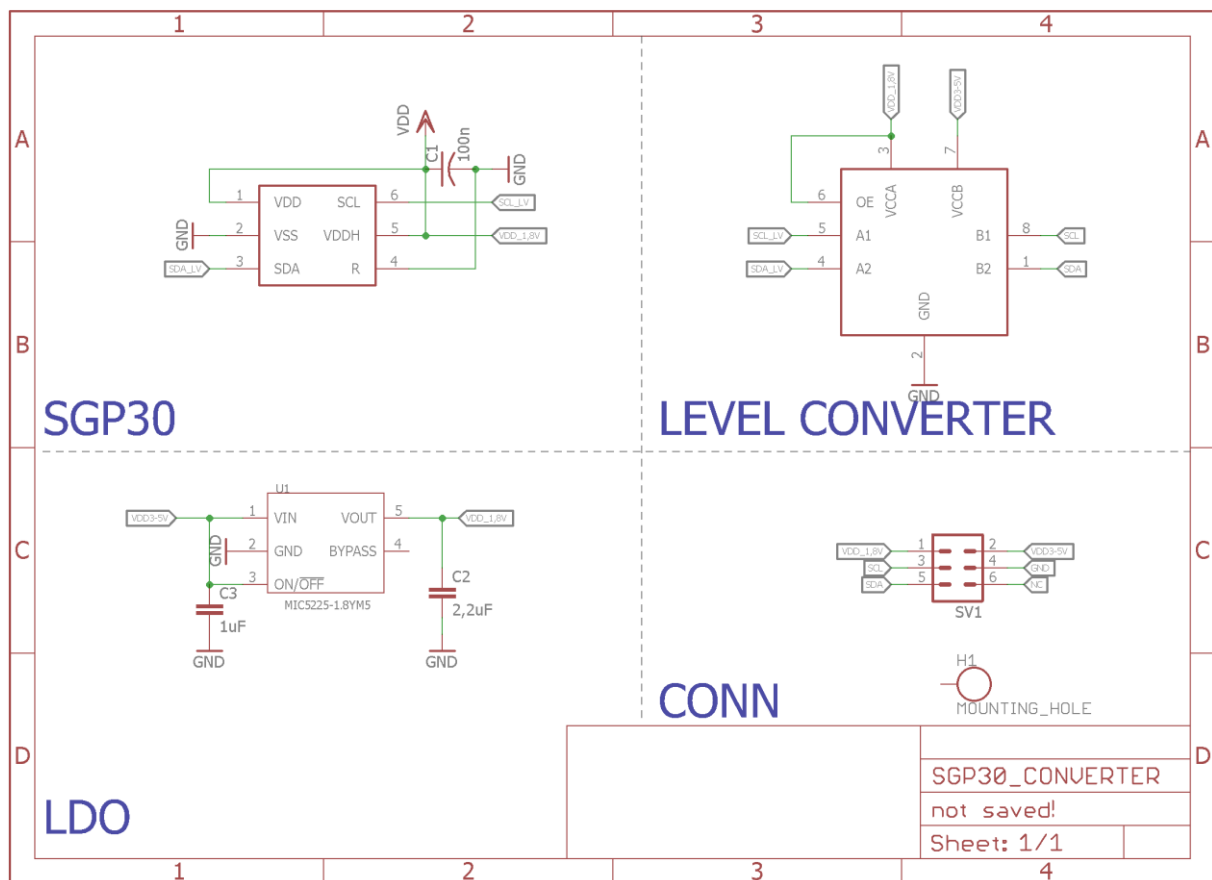 1 2 3 4
A A
B B
C C
D D
1 2 3 4
VDD
C1
100n
GND
1 VDD SCL 6 SCL_LV
GND 2 VSS VDDH 5 VDD_1,8V
SDA_LV 3 SDA R 4
SGP30
VDD_1,8V VDD3-5V
3 7
VCCA VCCB
6 OE
SCL_LV 5 A1 B1 8 SCL
SDA_LV 4 A2 B2 1 SDA
GND
2
GND
LEVEL CONVERTER
U1
VDD3-5V 1 VIN VOUT 5 VDD_1,8V
GND 2 GND BYPASS 4
3 ON/OFF
MIC5225-1.8YM5
C3
1uF
GND
C2
2,2uF
GND
LDO
VDD_1,8V 1 2 VDD3-5V
SCL 3 4 GND
SDA 5 6 NC
SV1
H1
MOUNTING_HOLE
CONN
SGP30_CONVERTER
not saved!
Sheet: 1/1